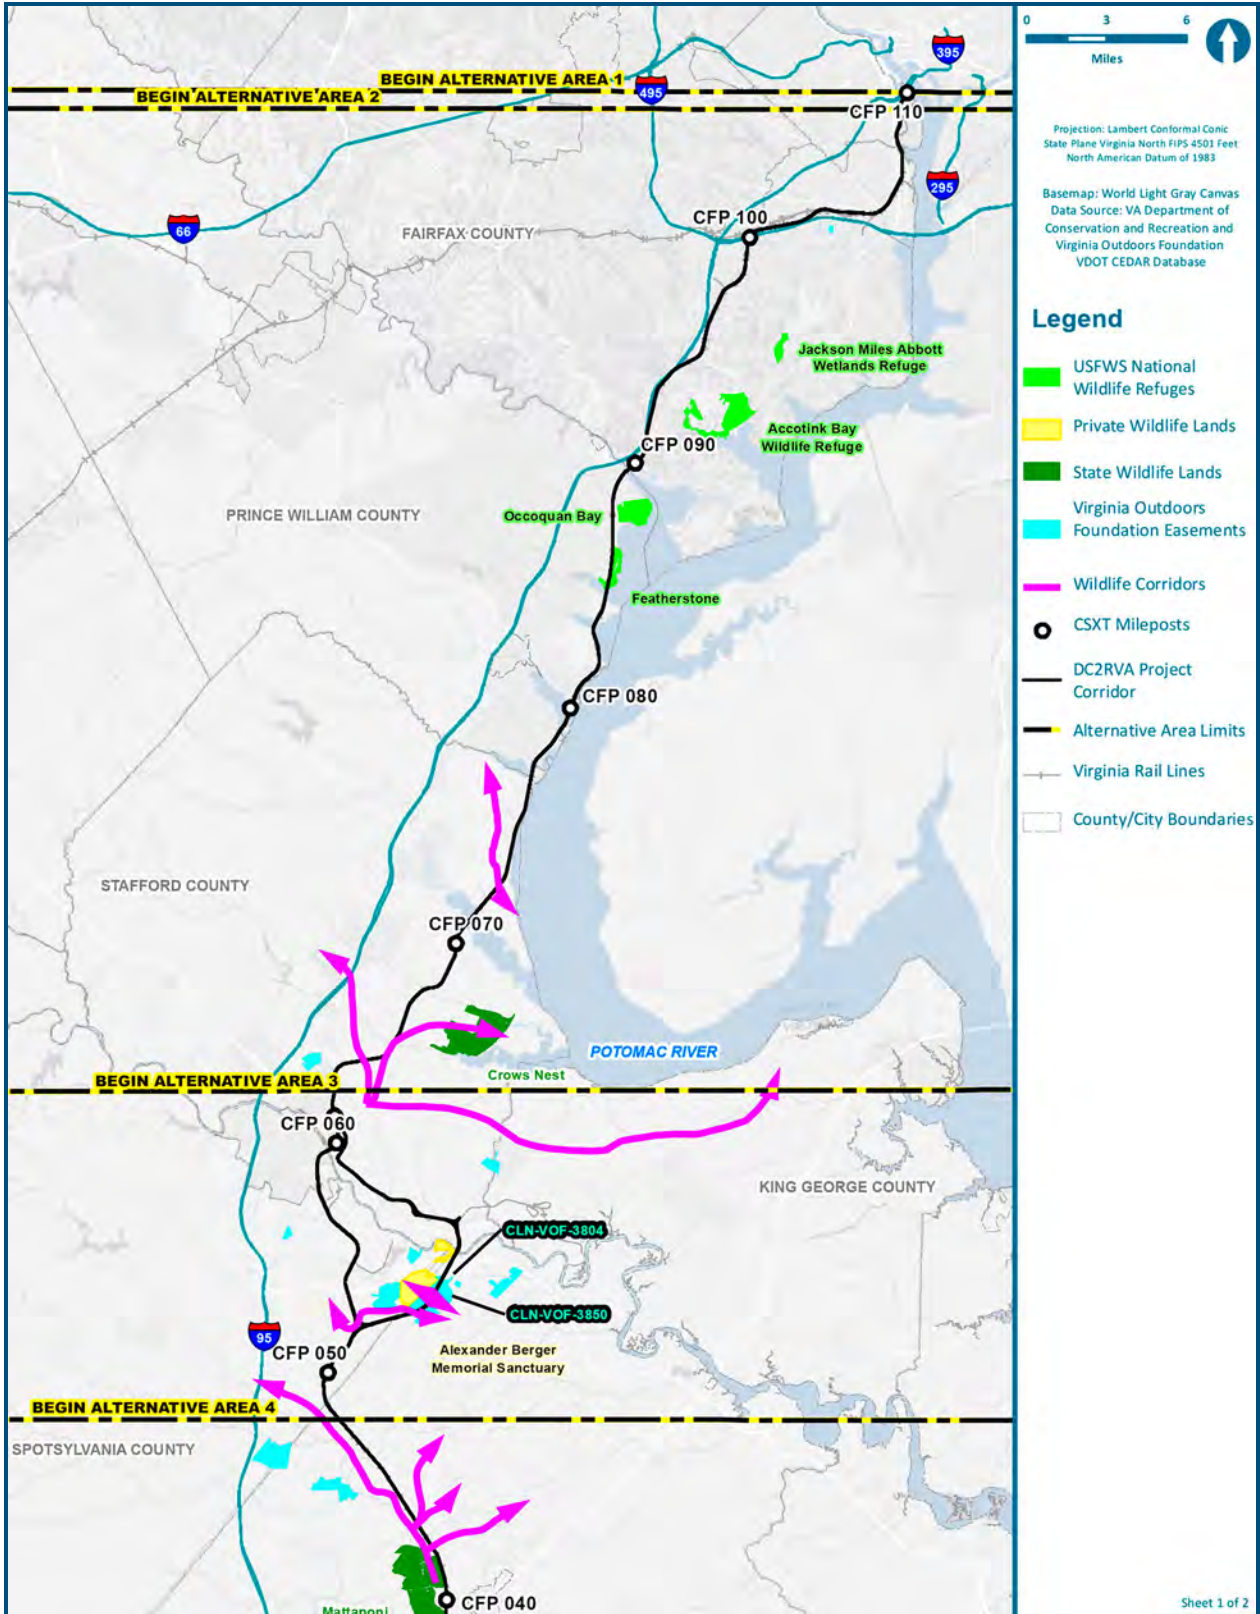 0 3 6
Miles
Projection: Lambert Conformal Conic
State Plane Virginia North FIPS 4501 Feet
North American Datum of 1983
Basemap: World Light Gray Canvas
Data Source: VA Department of
Conservation and Recreation and
Virginia Outdoors Foundation
VDOT CEDAR Database
Legend
USFWS National
Wildlife Refuges
Private Wildlife Lands
State Wildlife Lands
Virginia Outdoors
Foundation Easements
Wildlife Corridors
CSXT Mileposts
DC2RVA Project
Corridor
Alternative Area Limits
Virginia Rail Lines
County/City Boundaries
Sheet 1 of 2
395
BEGIN ALTERNATIVE AREA 1
495
BEGIN ALTERNATIVE AREA 2
CFP 110
295
CFP 100
66
FAIRFAX COUNTY
Jackson Miles Abbott
Wetlands Refuge
Accotink Bay
Wildlife Refuge
CFP 090
PRINCE WILLIAM COUNTY
Occoquan Bay
Featherstone
CFP 080
STAFFORD COUNTY
CFP 070
POTOMAC RIVER
Crows Nest
BEGIN ALTERNATIVE AREA 3
CFP 060
KING GEORGE COUNTY
CLN-VOF-3804
CLN-VOF-3850
95
CFP 050
Alexander Berger
Memorial Sanctuary
BEGIN ALTERNATIVE AREA 4
SPOTSYLVANIA COUNTY
CFP 040
Mattaponi